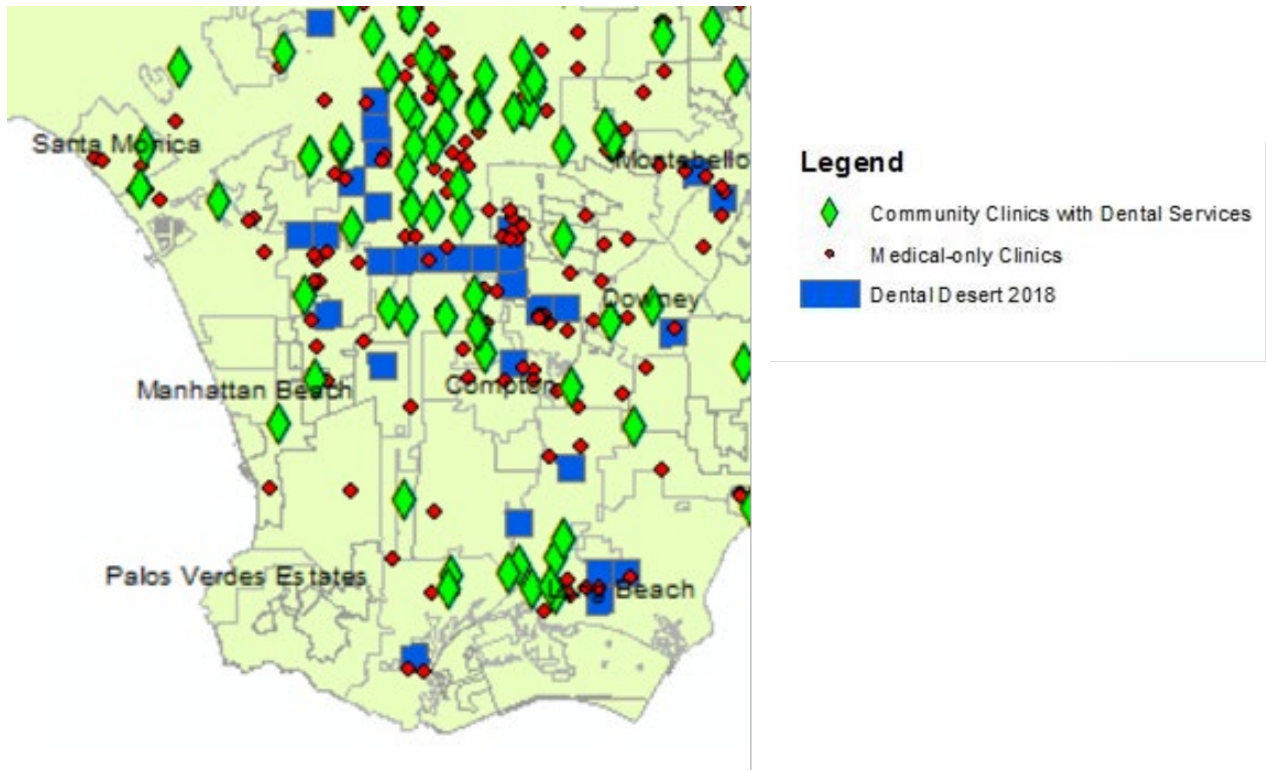 Santa Monica
Montebello
Downey
Manhattan Beach
Compton
Palos Verdes Estates
Long Beach
Legend
Community Clinics with Dental Services
Medical-only Clinics
Dental Desert 2018